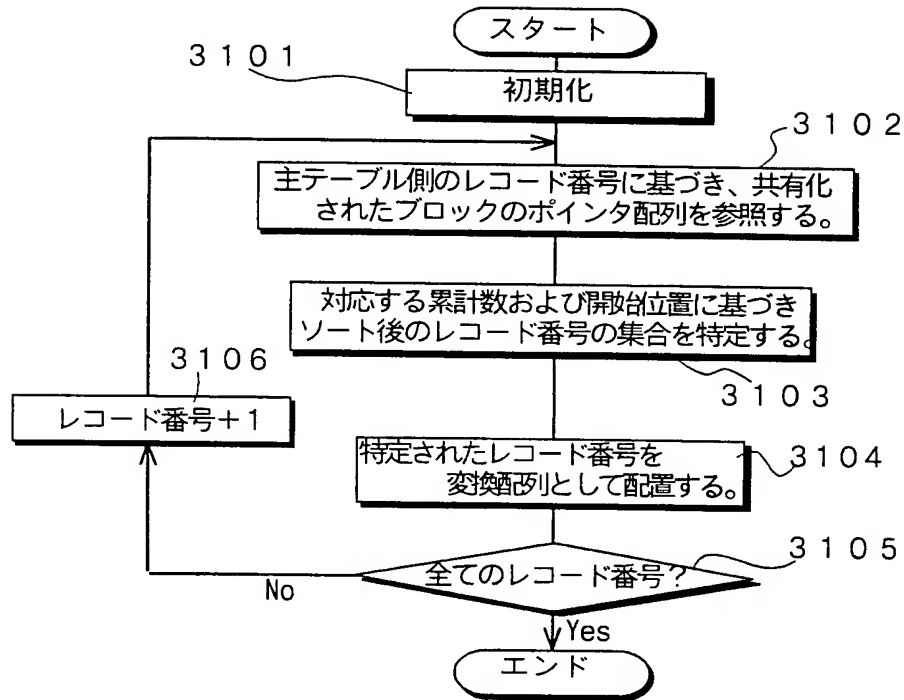 スタート
３１０１
初期化
３１０２
主テーブル側のレコード番号に基づき、共有化
されたブロックのポインタ配列を参照する。
対応する累計数および開始位置に基づき
ソート後のレコード番号の集合を特定する。
３１０３
３１０６
レコード番号＋１
特定されたレコード番号を
変換配列として配置する。
３１０４
３１０５
全てのレコード番号？
No
Yes
エンド